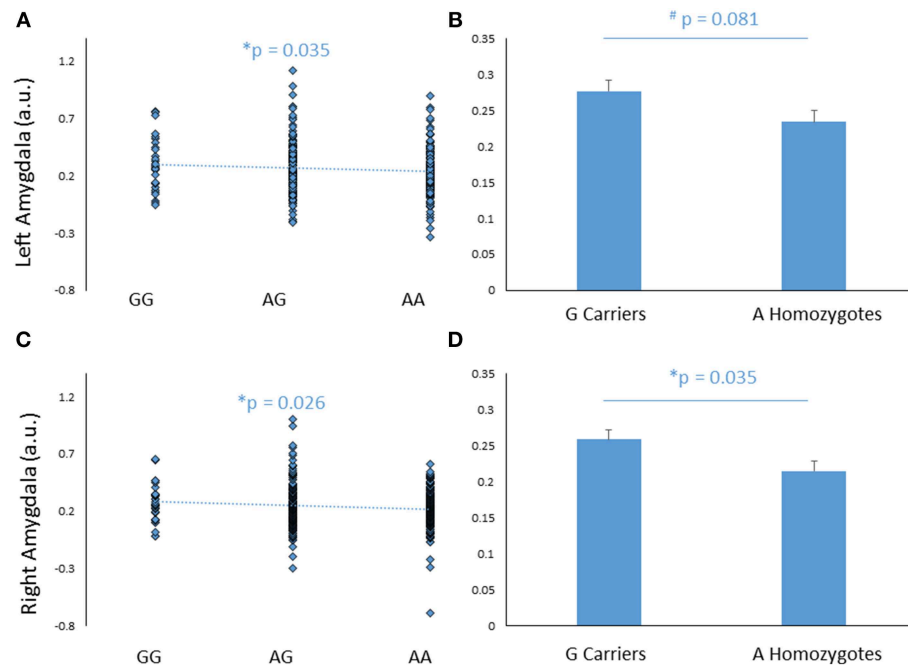 A
*p = 0.035
Left Amygdala (a.u.)
1.2
0.7
0.2
-0.3
-0.8
GG AG AA
B
# p = 0.081
0.35
0.3
0.25
0.2
0.15
0.1
0.05
0
G Carriers A Homozygotes
C
*p = 0.026
Right Amygdala (a.u.)
1.2
0.7
0.2
-0.3
-0.8
GG AG AA
D
*p = 0.035
0.35
0.3
0.25
0.2
0.15
0.1
0.05
0
G Carriers A Homozygotes